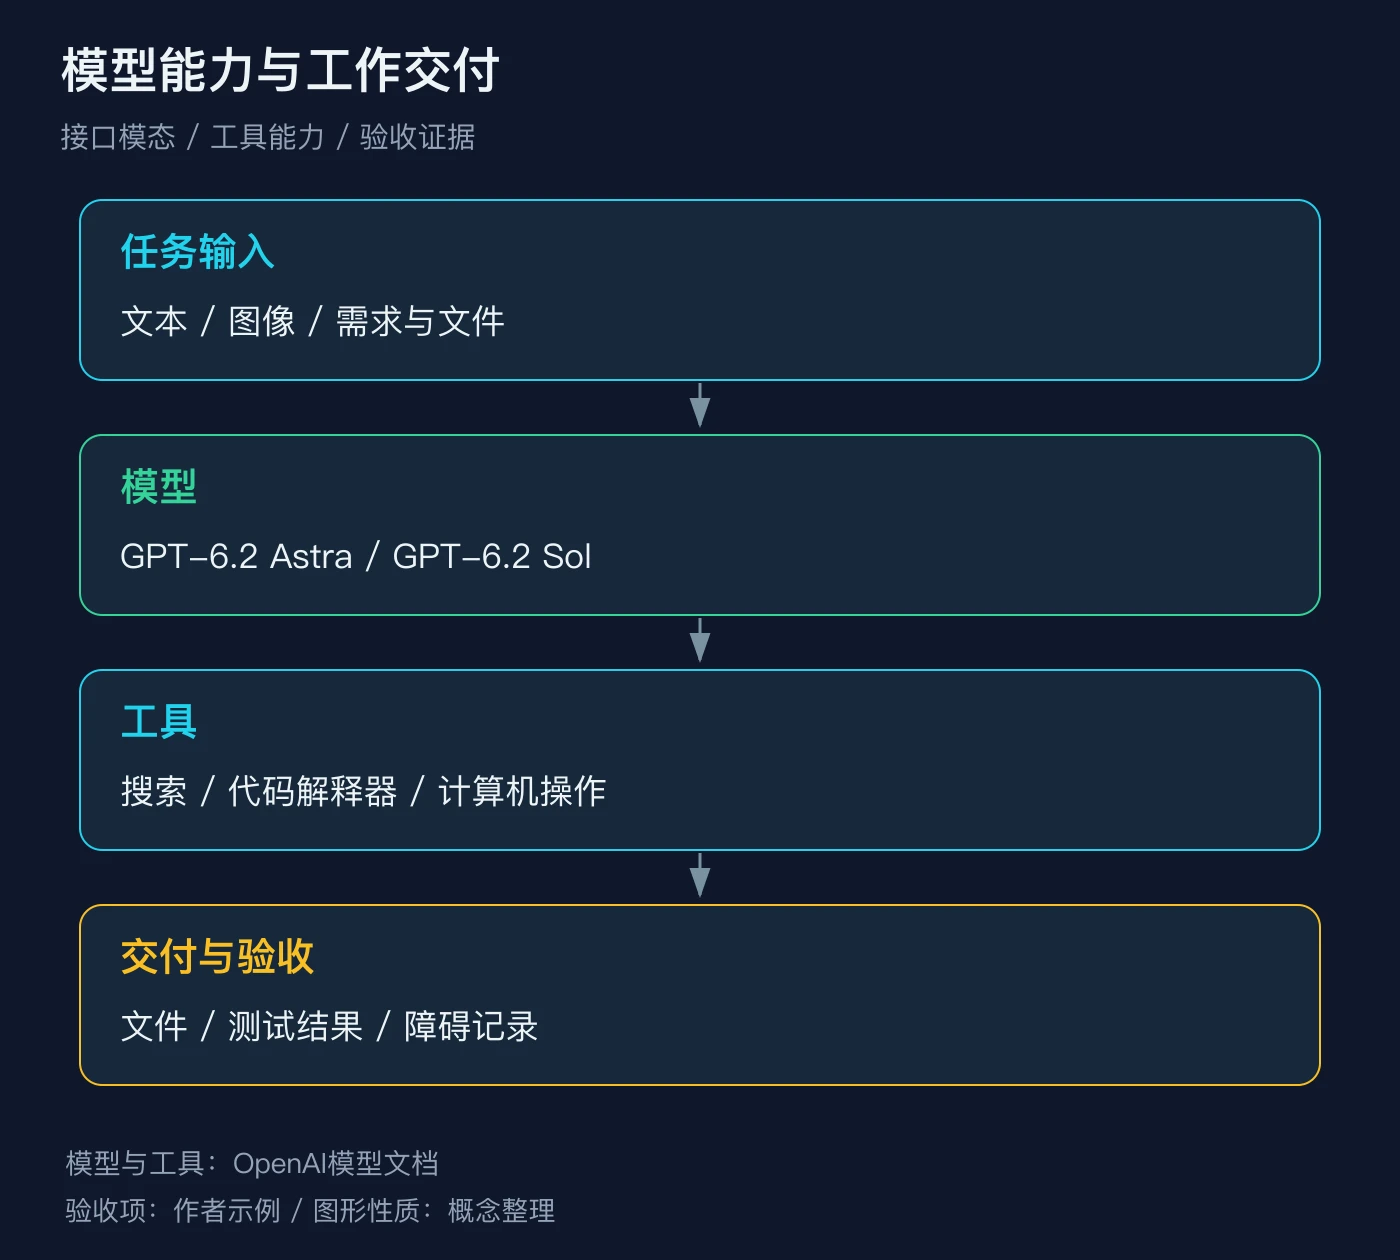 模型能力与工作交付
接口模态 / 工具能力 / 验收证据
任务输入
文本 / 图像 / 需求与文件
模型
GPT-6.2 Astra / GPT-6.2 Sol
工具
搜索 / 代码解释器 / 计算机操作
交付与验收
文件 / 测试结果 / 障碍记录
模型与工具：OpenAI模型文档
验收项：作者示例 / 图形性质：概念整理